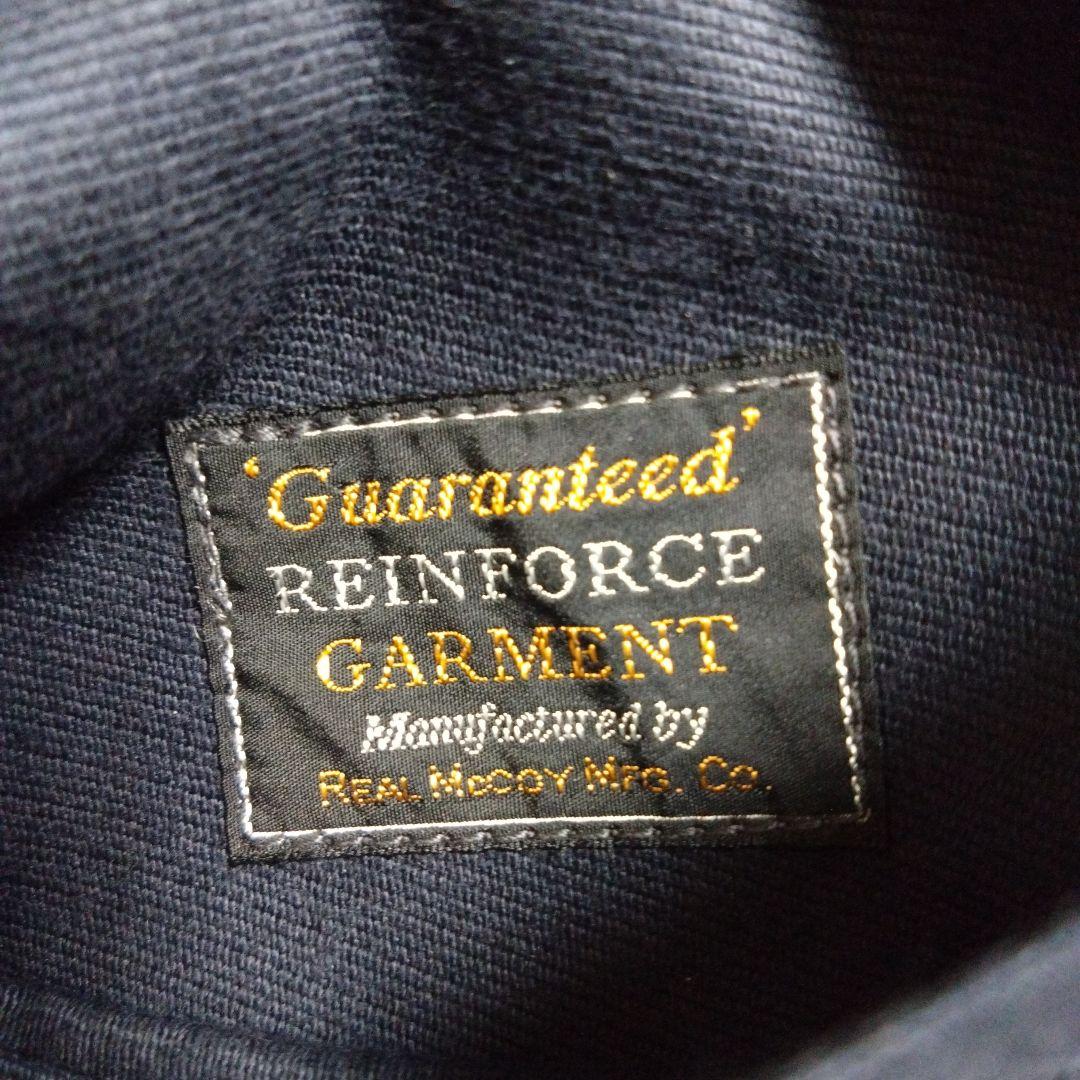 ‘Guaranteed’
REINFORCE
GARMENT
Manufactured by
REAL MCCOY MFG. CO.